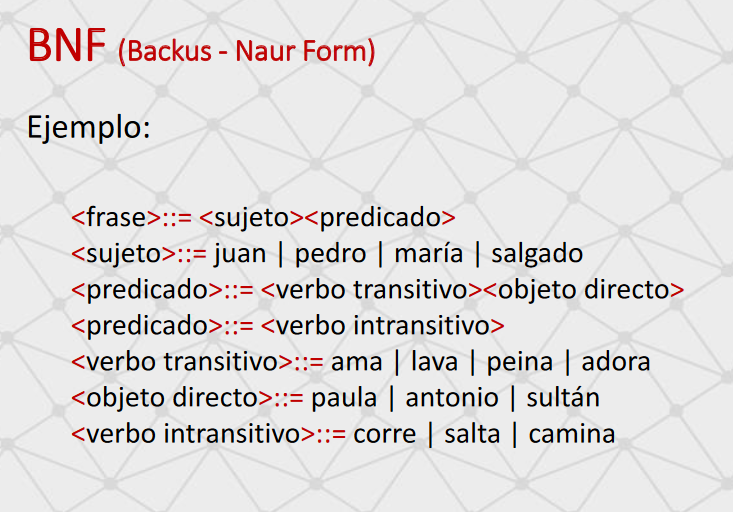 BNF (Backus - Naur Form)
Ejemplo:
<frase>::= <sujeto><predicado>
<sujeto>::= juan | pedro | maría | salgado
<predicado>::= <verbo transitivo><objeto directo>
<predicado>::= <verbo intransitivo>
<verbo transitivo>::= ama | lava | peina | adora
<objeto directo>::= paula | antonio | sultán
<verbo intransitivo>::= corre | salta | camina